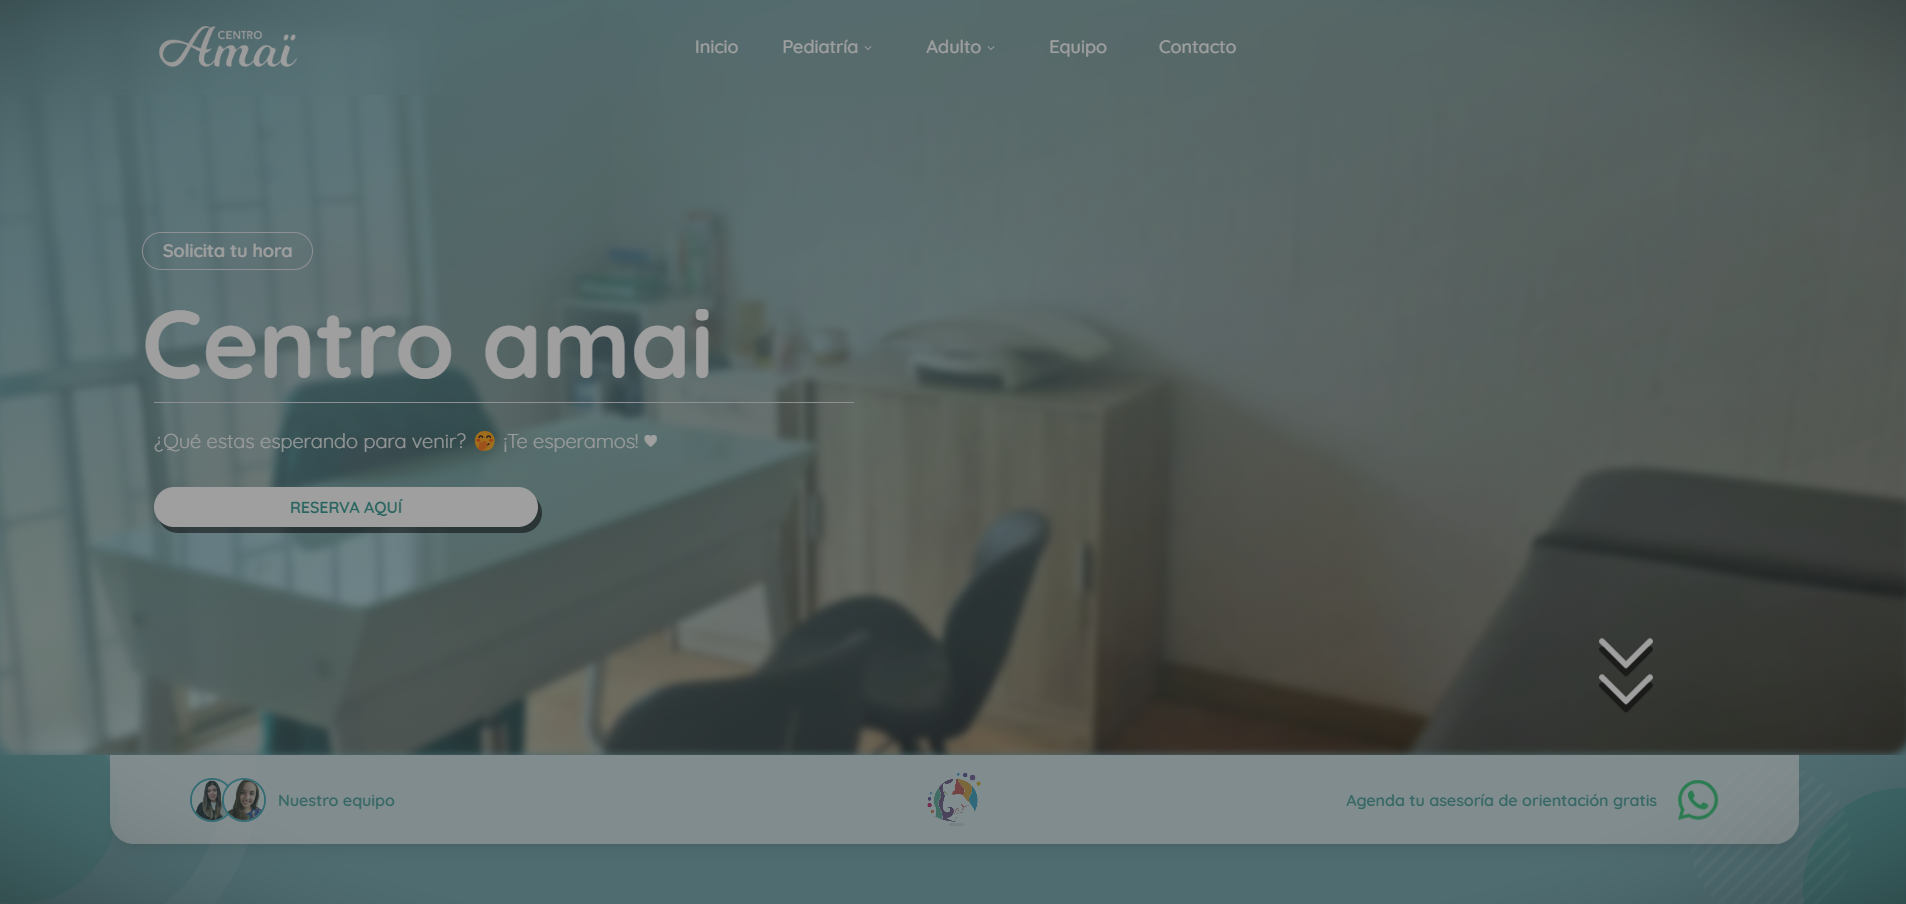 CENTRO
Amaï
Inicio
Pediatría
Adulto
Equipo
Contacto
Solicita tu hora
Centro amai
¿Qué estas esperando para venir? 🤭 ¡Te esperamos! ♥
RESERVA AQUÍ
Nuestro equipo
Agenda tu asesoría de orientación gratis